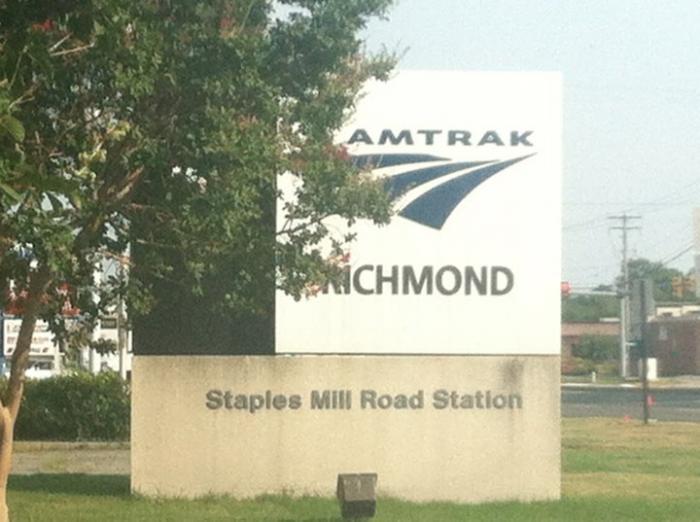 AMTRAK
RICHMOND
Staples Mill Road Station